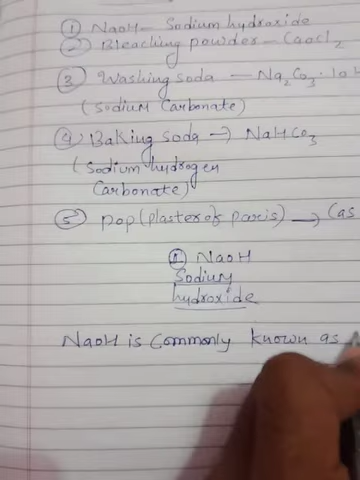 ① NaOH - Sodium hydroxide
② Bleaching powder - CaOCl₂
③ Washing soda - Na₂CO₃·10H
(Sodium Carbonate)
④ Baking soda → NaHCO₃
(Sodium hydrogen
Carbonate)
⑤ pop (plaster of paris) → Cas
① NaOH
Sodium
hydroxide
NaOH is Commonly known as